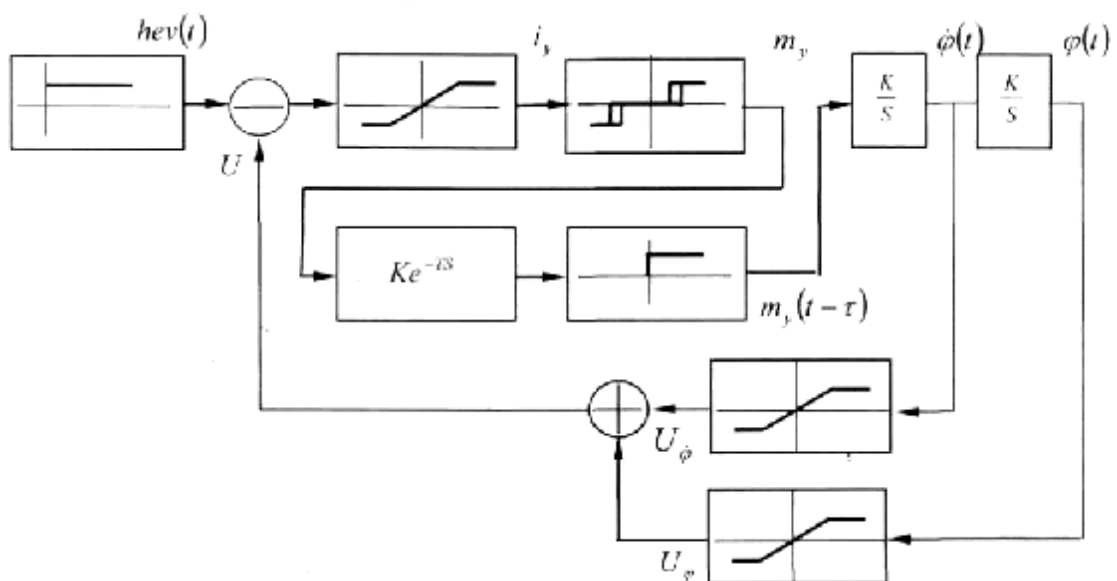 hev(t)
i_y
m_y
φ̇(t)
φ(t)
K
S
K
S
U
Ke^{-τS}
m_y(t − τ)
U_φ̇
U_φ